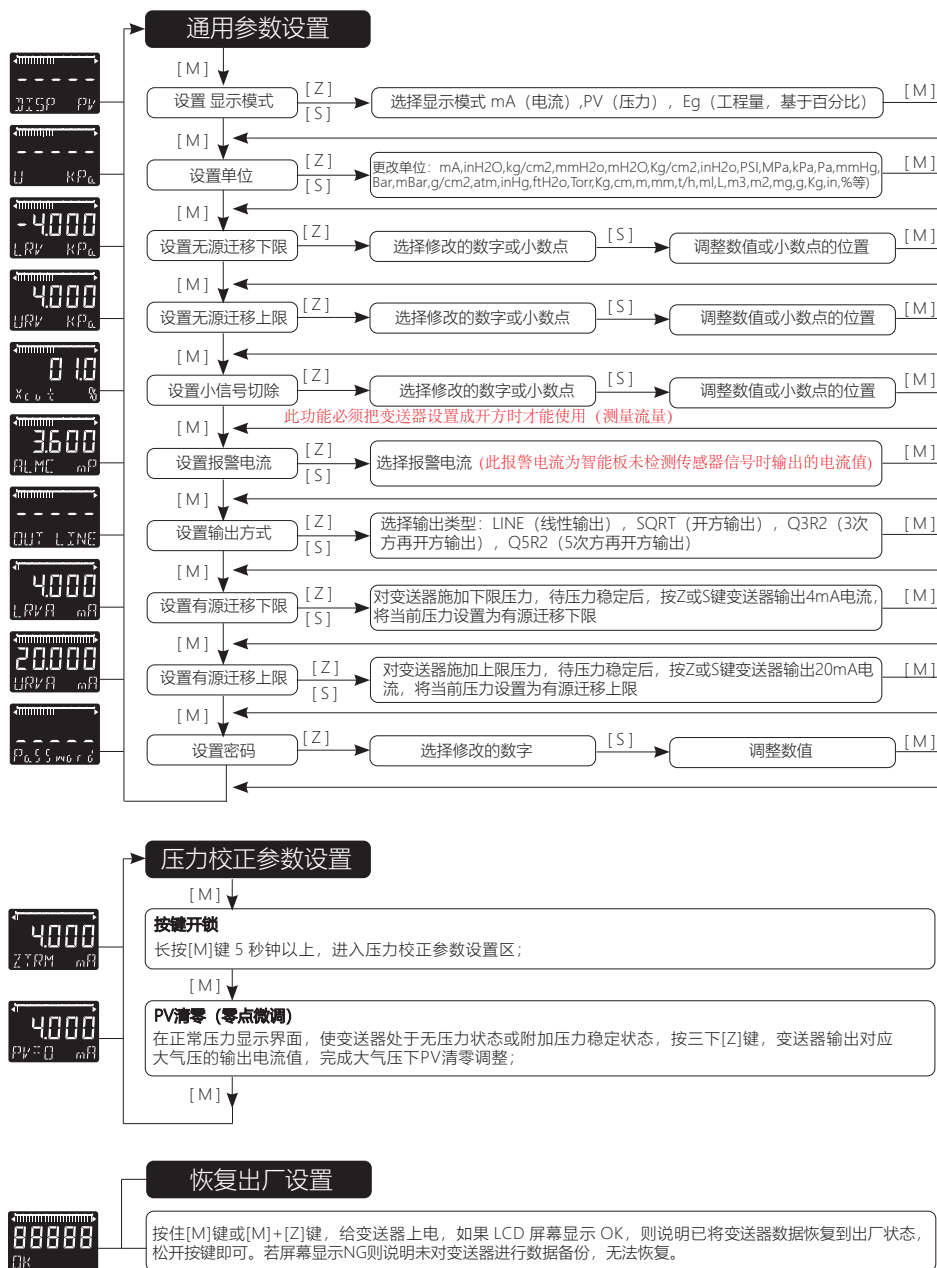 通用参数设置
[M]
DISP PV
设置 显示模式
[Z]
[S]
选择显示模式 mA（电流）,PV（压力），Eg（工程量，基于百分比）
[M]
[M]
U KPa
设置单位
[Z]
[S]
更改单位：mA,inH2O,kg/cm2,mmH2o,mH2O,Kg/cm2,inH2o,PSI,MPa,kPa,Pa,mmHg,
Bar,mBar,g/cm2,atm,inHg,ftH2o,Torr,Kg,cm,m,mm,t/h,ml,L,m3,m2,mg,g,Kg,in,%等)
[M]
[M]
-4.000
LRV KPa
设置无源迁移下限
[Z]
选择修改的数字或小数点
[S]
调整数值或小数点的位置
[M]
[M]
4.000
URV KPa
设置无源迁移上限
[Z]
选择修改的数字或小数点
[S]
调整数值或小数点的位置
[M]
[M]
01.0
Xcut %
设置小信号切除
[Z]
选择修改的数字或小数点
[S]
调整数值或小数点的位置
[M]
此功能必须把变送器设置成开方时才能使用（测量流量）
[M]
3.600
ALMC mP
设置报警电流
[Z]
[S]
选择报警电流 (此报警电流为智能板未检测传感器信号时输出的电流值)
[M]
[M]
OUT LINE
设置输出方式
[Z]
[S]
选择输出类型：LINE（线性输出），SQRT（开方输出），Q3R2（3次
方再开方输出），Q5R2（5次方再开方输出）
[M]
[M]
4.000
LRVA mA
设置有源迁移下限
[Z]
[S]
对变送器施加下限压力，待压力稳定后，按Z或S键变送器输出4mA电流，
将当前压力设置为有源迁移下限
[M]
[M]
20.000
URVA mA
设置有源迁移上限
[Z]
[S]
对变送器施加上限压力，待压力稳定后，按Z或S键变送器输出20mA电
流，将当前压力设置为有源迁移上限
[M]
[M]
PaSSword
设置密码
[Z]
选择修改的数字
[S]
调整数值
[M]
压力校正参数设置
[M]
4.000
ZTRM mA
按键开锁
长按[M]键 5 秒钟以上，进入压力校正参数设置区；
[M]
4.000
PV=0 mA
PV清零（零点微调）
在正常压力显示界面，使变送器处于无压力状态或附加压力稳定状态，按三下[Z]键，变送器输出对应
大气压的输出电流值，完成大气压下PV清零调整；
[M]
恢复出厂设置
88888
OK
按住[M]键或[M]+[Z]键，给变送器上电，如果 LCD 屏幕显示 OK，则说明已将变送器数据恢复到出厂状态，
松开按键即可。若屏幕显示NG则说明未对变送器进行数据备份，无法恢复。